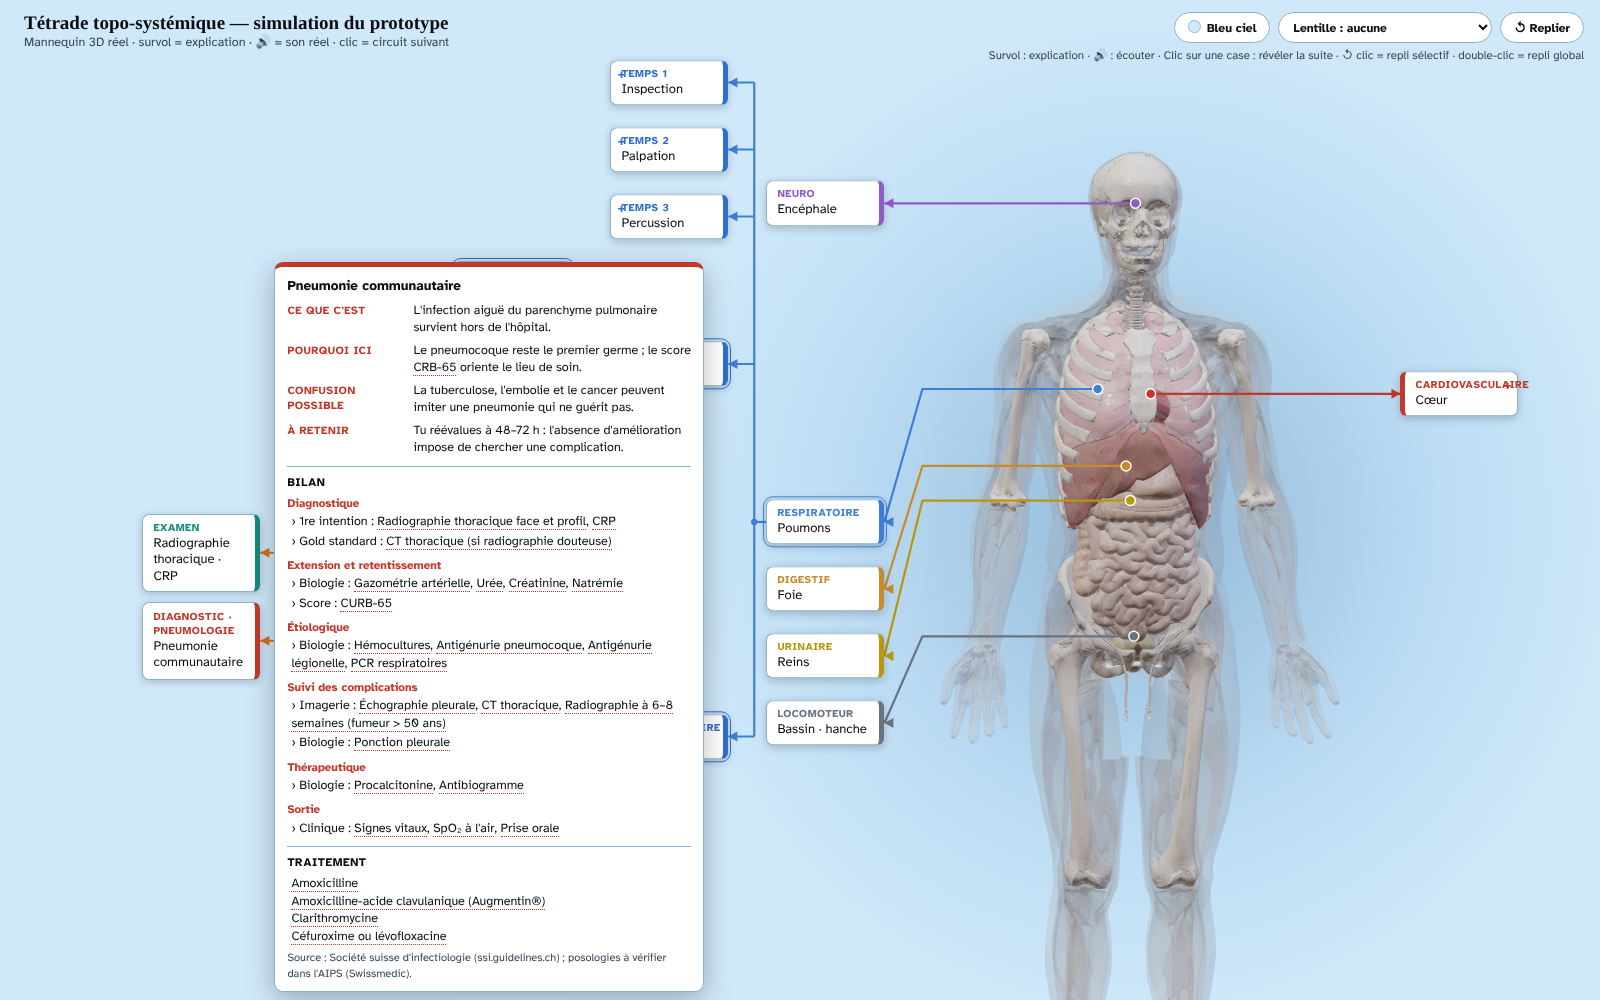 Tétrade topo-systémique — simulation du prototype
Mannequin 3D réel · survol = explication · 🔊 = son réel · clic = circuit suivant
Bleu ciel
Lentille : aucune
↺ Replier
Survol : explication · 🔊 : écouter · Clic sur une case : révéler la suite · ↺ clic = repli sélectif · double-clic = repli global
TEMPS 1
Inspection
TEMPS 2
Palpation
TEMPS 3
Percussion
NEURO
Encéphale
Pneumonie communautaire
CE QUE C'EST
L'infection aiguë du parenchyme pulmonaire
survient hors de l'hôpital.
POURQUOI ICI
Le pneumocoque reste le premier germe ; le score
CRB-65 oriente le lieu de soin.
CONFUSION
POSSIBLE
La tuberculose, l'embolie et le cancer peuvent
imiter une pneumonie qui ne guérit pas.
À RETENIR
Tu réévalues à 48–72 h : l'absence d'amélioration
impose de chercher une complication.
BILAN
Diagnostique
› 1re intention : Radiographie thoracique face et profil, CRP
› Gold standard : CT thoracique (si radiographie douteuse)
Extension et retentissement
› Biologie : Gazométrie artérielle, Urée, Créatinine, Natrémie
› Score : CURB-65
Étiologique
› Biologie : Hémocultures, Antigénurie pneumocoque, Antigénurie
légionelle, PCR respiratoires
Suivi des complications
› Imagerie : Échographie pleurale, CT thoracique, Radiographie à 6–8
semaines (fumeur > 50 ans)
› Biologie : Ponction pleurale
Thérapeutique
› Biologie : Procalcitonine, Antibiogramme
Sortie
› Clinique : Signes vitaux, SpO₂ à l'air, Prise orale
TRAITEMENT
Amoxicilline
Amoxicilline-acide clavulanique (Augmentin®)
Clarithromycine
Céfuroxime ou lévofloxacine
Source : Société suisse d'infectiologie (ssi.guidelines.ch) ; posologies à vérifier
dans l'AIPS (Swissmedic).
EXAMEN
Radiographie
thoracique ·
CRP
DIAGNOSTIC ·
PNEUMOLOGIE
Pneumonie
communautaire
IRE
RESPIRATOIRE
Poumons
DIGESTIF
Foie
URINAIRE
Reins
LOCOMOTEUR
Bassin · hanche
CARDIOVASCULAIRE
Cœur